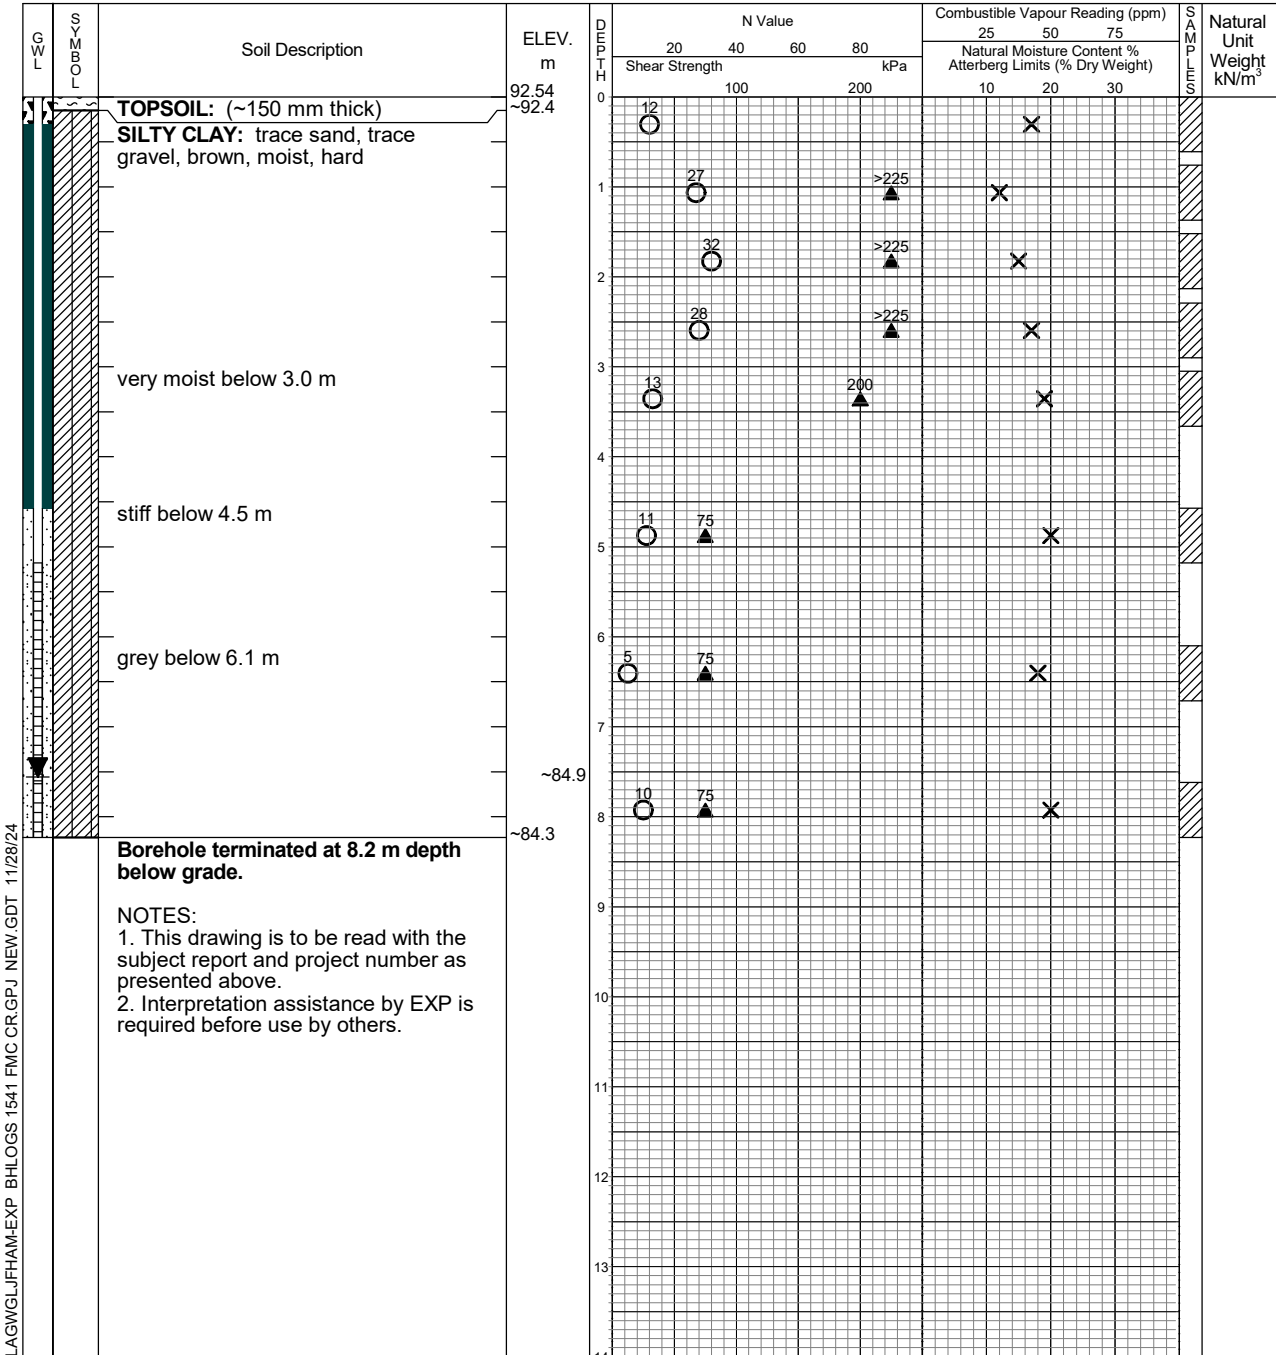 GWL
SYMBOL
Soil Description
ELEV.
m
DEPTH
N Value
20 40 60 80
Shear Strength kPa
100 200
Combustible Vapour Reading (ppm)
25 50 75
Natural Moisture Content %
Atterberg Limits (% Dry Weight)
10 20 30
SAMPLES
Natural
Unit
Weight
kN/m³
92.54
~92.4
0
TOPSOIL: (~150 mm thick)
12
SILTY CLAY: trace sand, trace
gravel, brown, moist, hard
1
27
>225
32
>225
2
28
>225
3
very moist below 3.0 m
13
200
4
stiff below 4.5 m
11
75
5
6
grey below 6.1 m
5
75
7
~84.9
10
75
8
~84.3
Borehole terminated at 8.2 m depth
below grade.
NOTES:
1. This drawing is to be read with the
subject report and project number as
presented above.
2. Interpretation assistance by EXP is
required before use by others.
9
10
11
12
13
LAGWGLJFHAM-EXP BHLOGS 1541 FMC CR.GPJ NEW.GDT 11/28/24